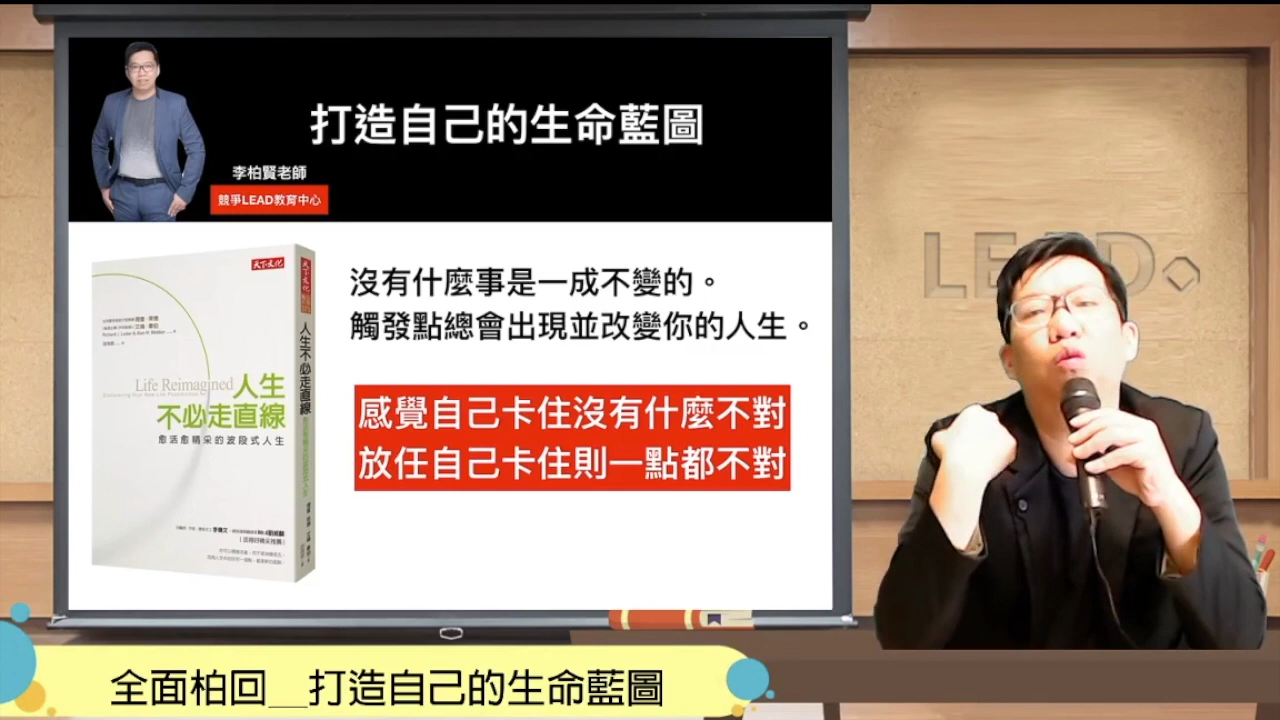 打造自己的生命藍圖
李柏賢老師
競爭LEAD教育中心
沒有什麼事是一成不變的。
觸發點總會出現並改變你的人生。
感覺自己卡住沒有什麼不對
放任自己卡住則一點都不對
天下文化
Life Reimagined 人生
不必走直線
愈活愈精采的波段式人生
天下文化
人生不必走直線
LEAD
全面柏回__打造自己的生命藍圖